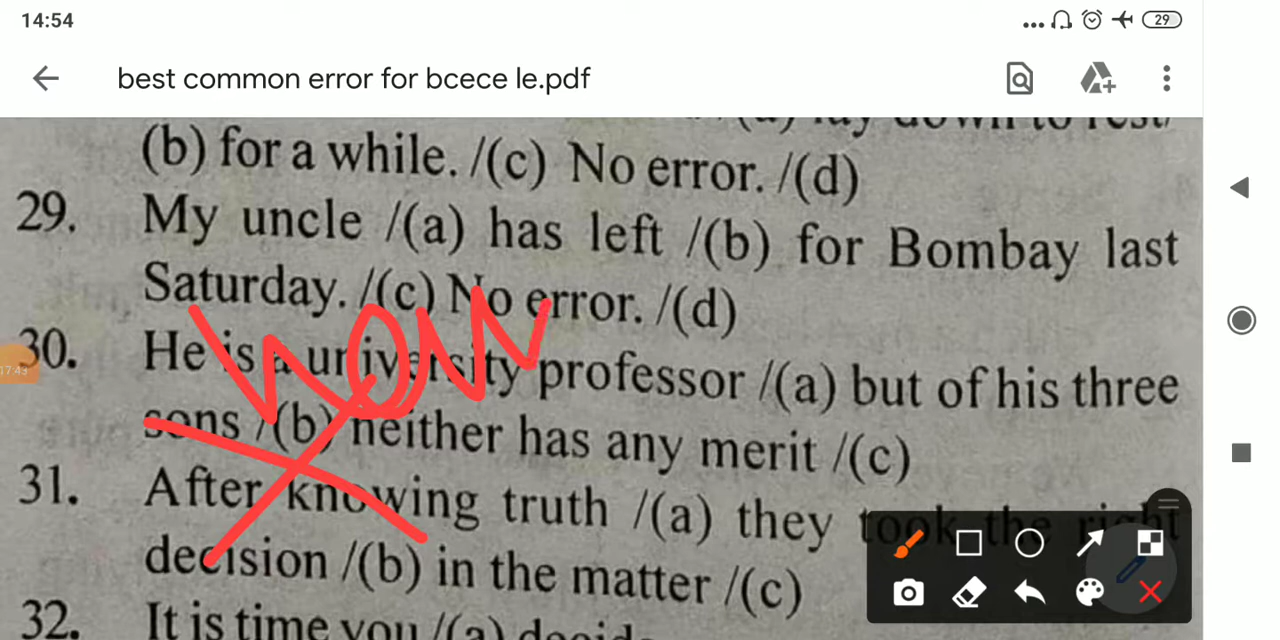 14:54
29
best common error for bcece le.pdf
(b) for a while. /(c) No error. /(d)
29. My uncle /(a) has left /(b) for Bombay last
Saturday. /(c) No error. /(d)
30. He is a university professor /(a) but of his three
17:43
sons /(b) neither has any merit /(c)
31. After knowing truth /(a) they took the right
decision /(b) in the matter /(c)
32. It is time you /(a)